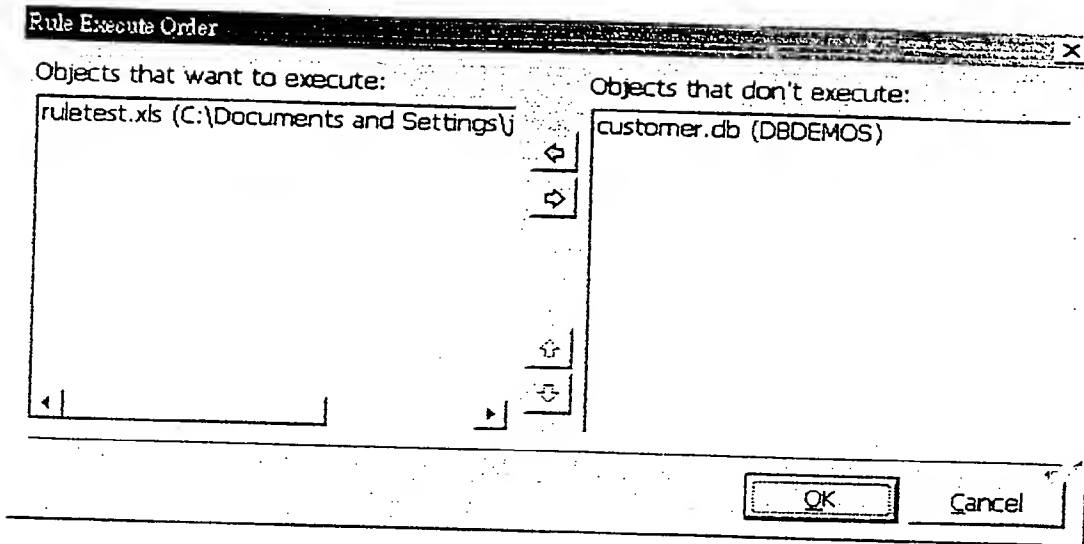 Rule Execute Order
Objects that want to execute:
ruletest.xls (C:\Documents and Settings\j
Objects that don't execute:
customer.db (DBDEMOS)
OK
Cancel